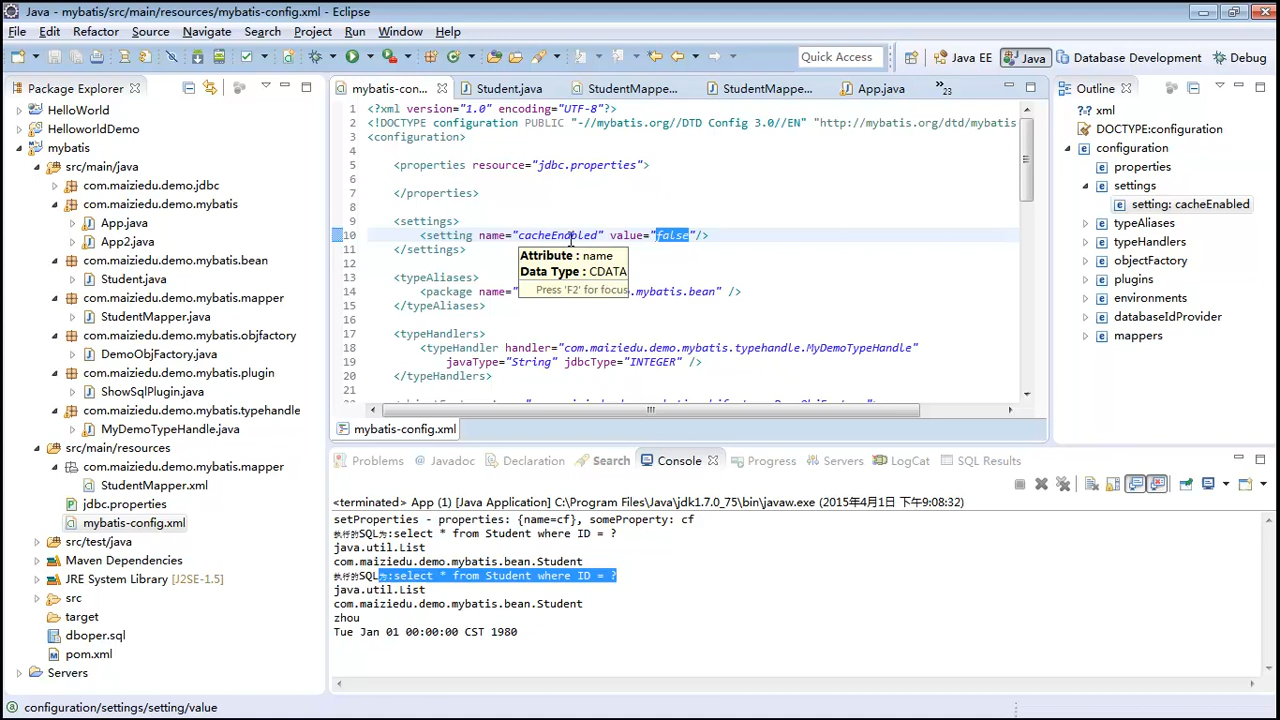 Java - mybatis/src/main/resources/mybatis-config.xml - Eclipse
File Edit Refactor Source Navigate Search Project Run Window Help
Quick Access Java EE Java Database Development Debug
Package Explorer
HelloWorld
HelloworldDemo
mybatis
src/main/java
com.maiziedu.demo.jdbc
com.maiziedu.demo.mybatis
App.java
App2.java
com.maiziedu.demo.mybatis.bean
Student.java
com.maiziedu.demo.mybatis.mapper
StudentMapper.java
com.maiziedu.demo.mybatis.objfactory
DemoObjFactory.java
com.maiziedu.demo.mybatis.plugin
ShowSqlPlugin.java
com.maiziedu.demo.mybatis.typehandle
MyDemoTypeHandle.java
src/main/resources
com.maiziedu.demo.mybatis.mapper
StudentMapper.xml
jdbc.properties
mybatis-config.xml
src/test/java
Maven Dependencies
JRE System Library [J2SE-1.5]
src
target
dboper.sql
pom.xml
Servers
mybatis-con... Student.java StudentMappe... StudentMappe... App.java »23
1 <?xml version="1.0" encoding="UTF-8"?>
2 <!DOCTYPE configuration PUBLIC "-//mybatis.org//DTD Config 3.0//EN" "http://mybatis.org/dtd/mybatis
3 <configuration>
4
5 <properties resource="jdbc.properties">
6
7 </properties>
8
9 <settings>
10 <setting name="cacheEnabled" value="false"/>
11 </settings>
12
13 <typeAliases>
14 <package name=" .mybatis.bean" />
15 </typeAliases>
16
17 <typeHandlers>
18 <typeHandler handler="com.maiziedu.demo.mybatis.typehandle.MyDemoTypeHandle"
19 javaType="String" jdbcType="INTEGER" />
20 </typeHandlers>
21
Attribute : name
Data Type : CDATA
Press 'F2' for focus
mybatis-config.xml
Outline
xml
DOCTYPE:configuration
configuration
properties
settings
setting: cacheEnabled
typeAliases
typeHandlers
objectFactory
plugins
environments
databaseIdProvider
mappers
Problems Javadoc Declaration Search Console Progress Servers LogCat SQL Results
<terminated> App (1) [Java Application] C:\Program Files\Java\jdk1.7.0_75\bin\javaw.exe (2015年4月1日 下午9:08:32)
setProperties - properties: {name=cf}, someProperty: cf
执行的SQL为:select * from Student where ID = ?
java.util.List
com.maiziedu.demo.mybatis.bean.Student
执行的SQL为:select * from Student where ID = ?
java.util.List
com.maiziedu.demo.mybatis.bean.Student
zhou
Tue Jan 01 00:00:00 CST 1980
configuration/settings/setting/value